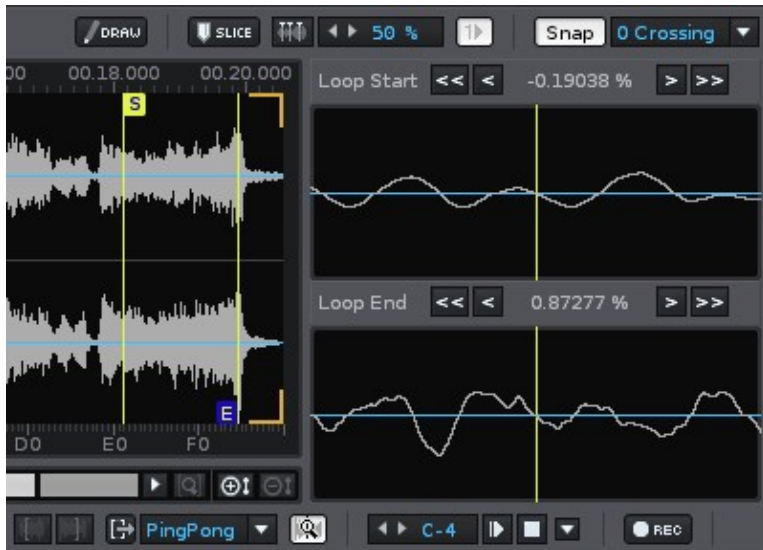 DRAW SLICE 50 % 1 Snap 0 Crossing
00 00.18.000 00.20.000
Loop Start << < -0.19038 % > >>
S
Loop End << < 0.87277 % > >>
E
D0 E0 F0
PingPong C-4 REC